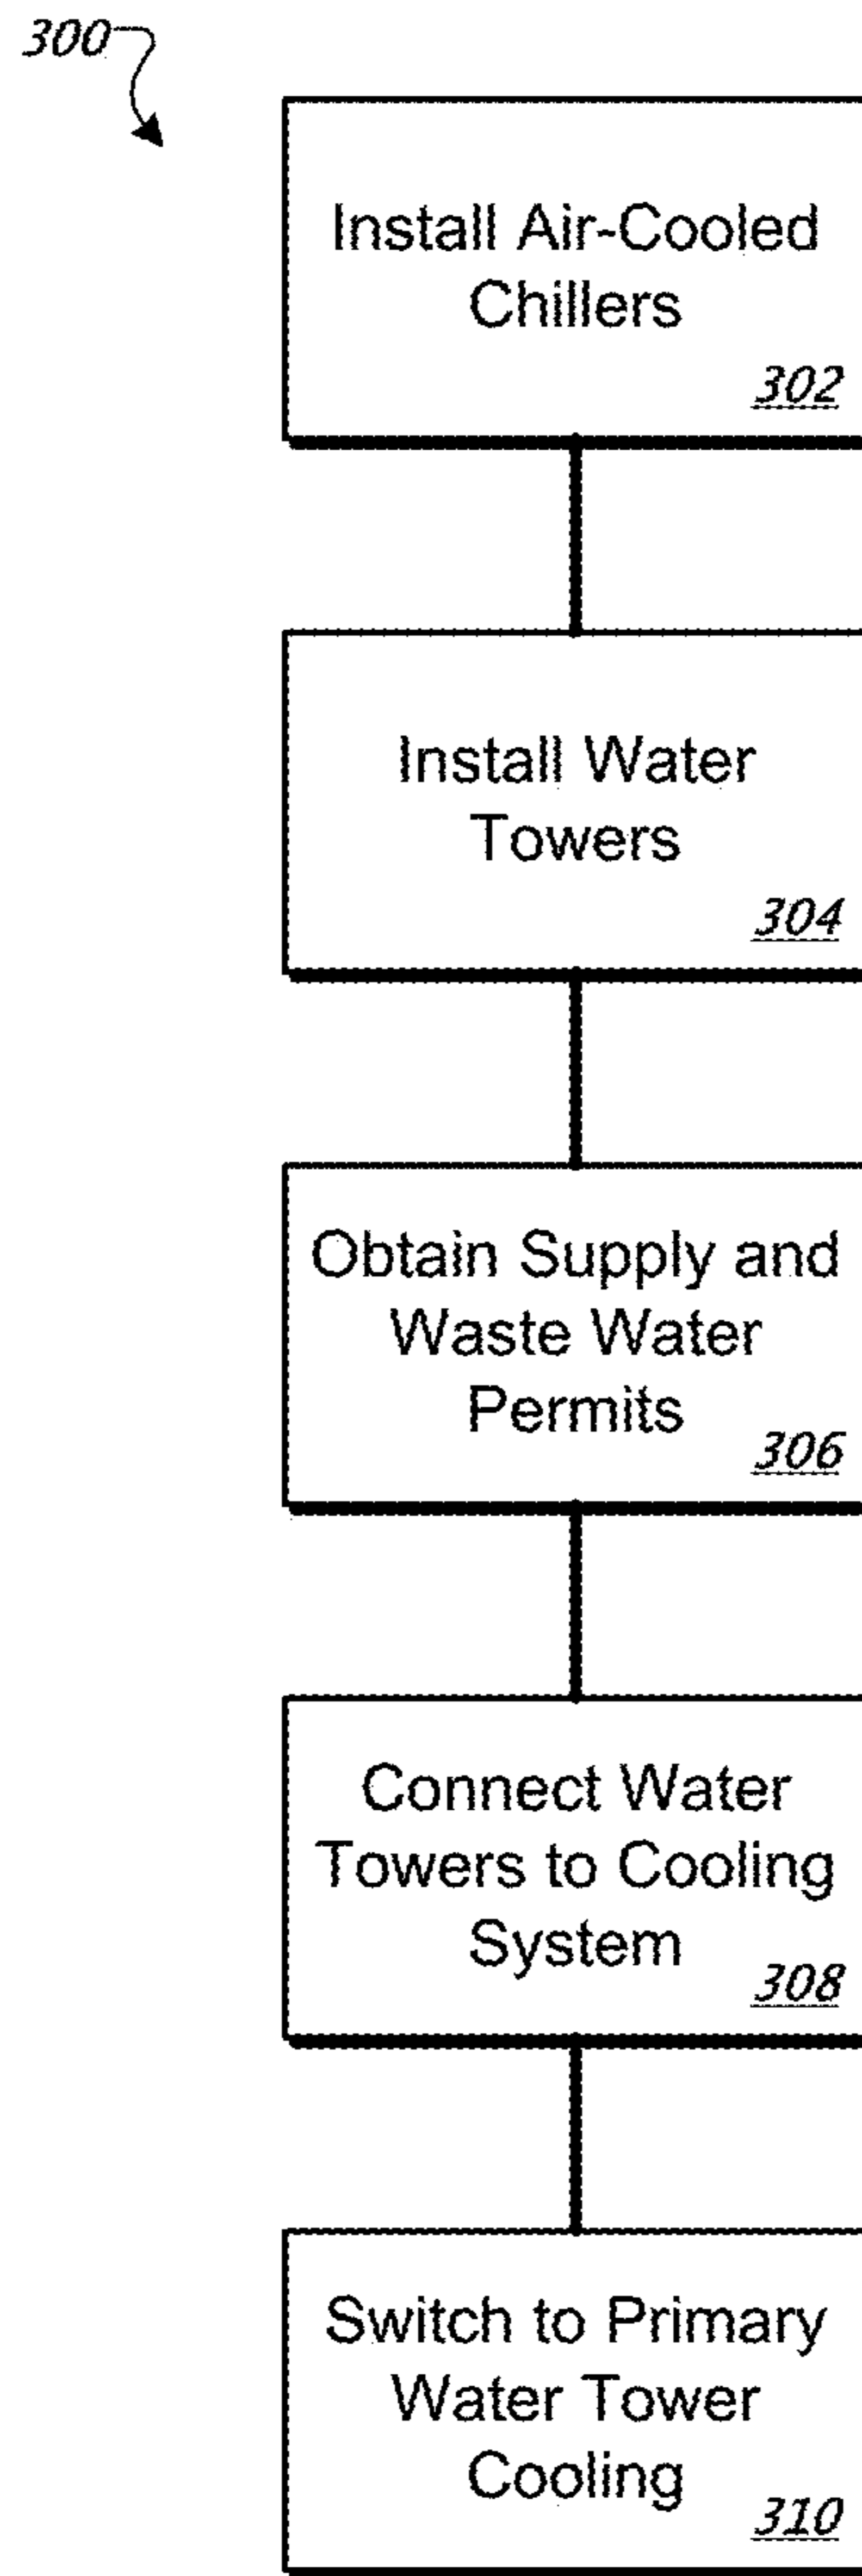 300
Install Air-Cooled
Chillers
302
Install Water
Towers
304
Obtain Supply and
Waste Water
Permits
306
Connect Water
Towers to Cooling
System
308
Switch to Primary
Water Tower
Cooling
310